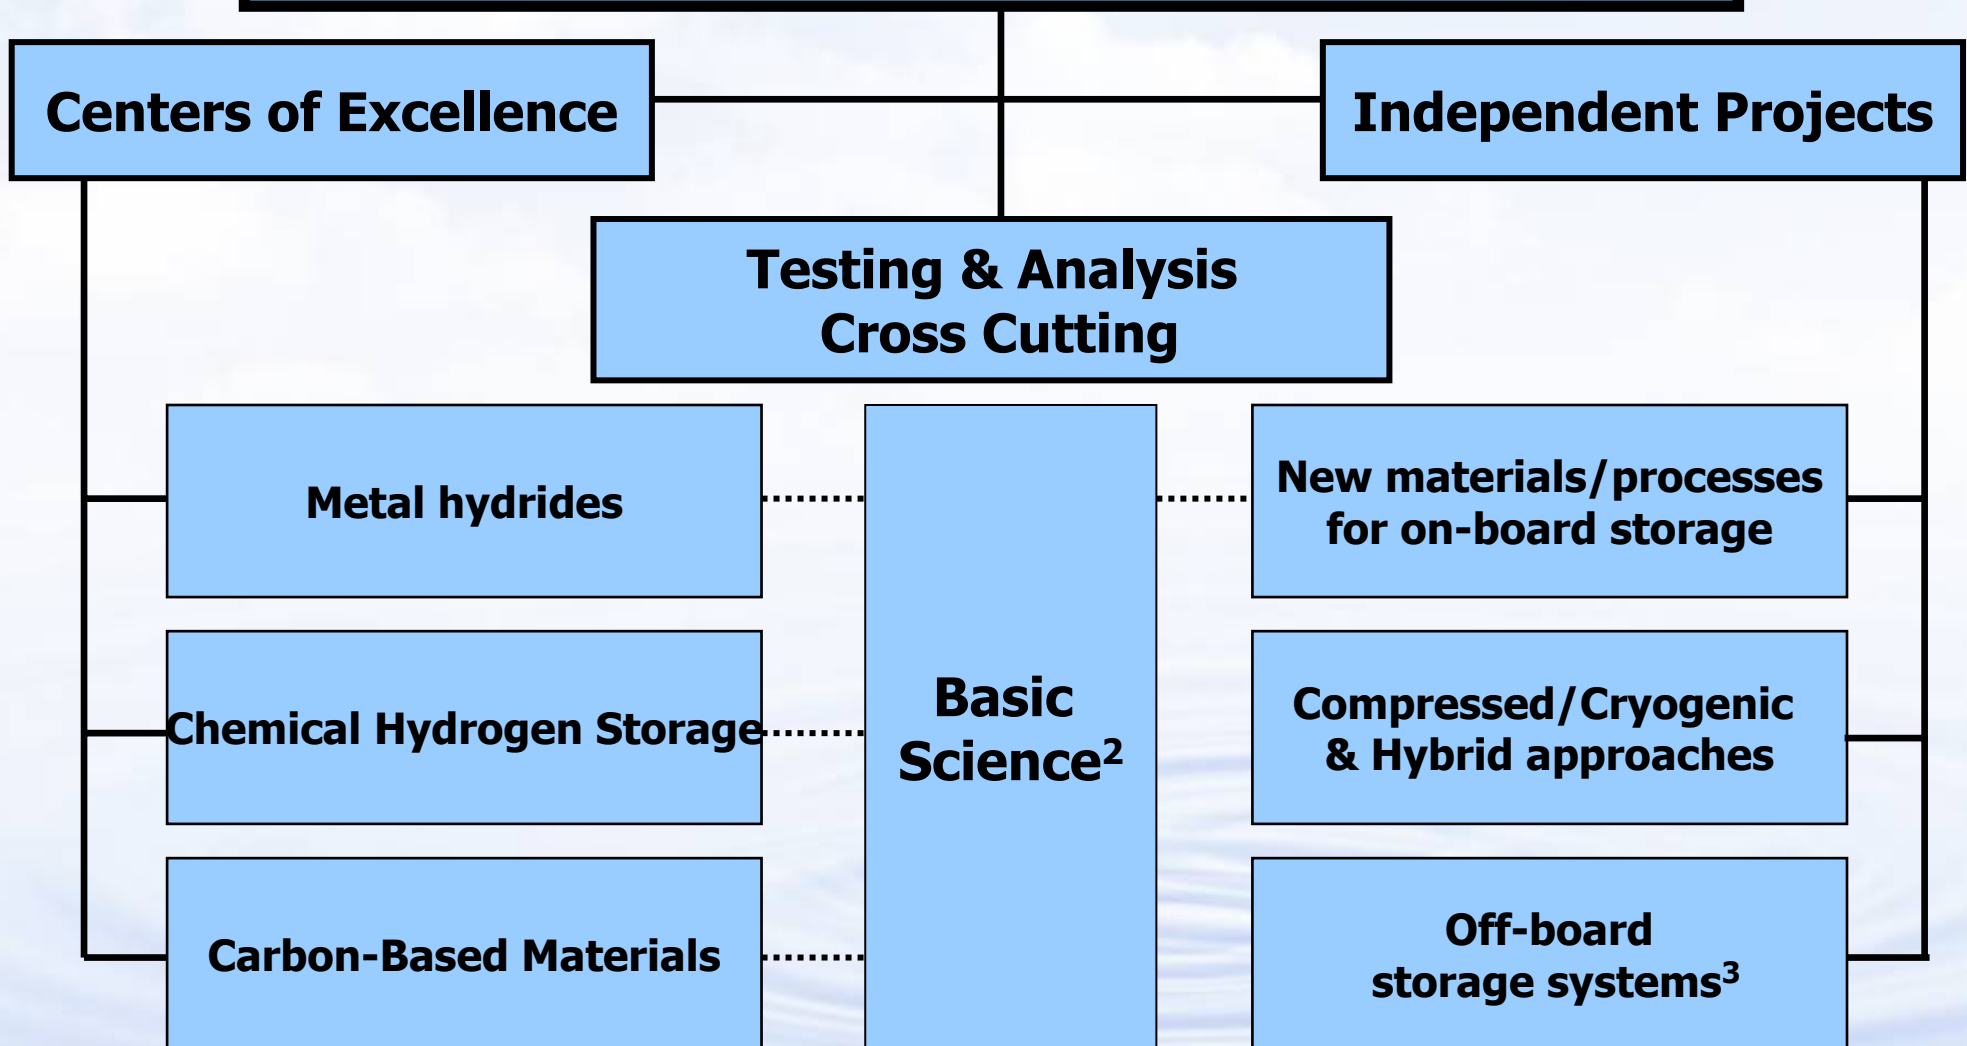 Centers of Excellence
Independent Projects
Testing & Analysis
Cross Cutting
Metal hydrides
New materials/processes
for on-board storage
Chemical Hydrogen Storage
Basic
Science²
Compressed/Cryogenic
& Hybrid approaches
Carbon-Based Materials
Off-board
storage systems³